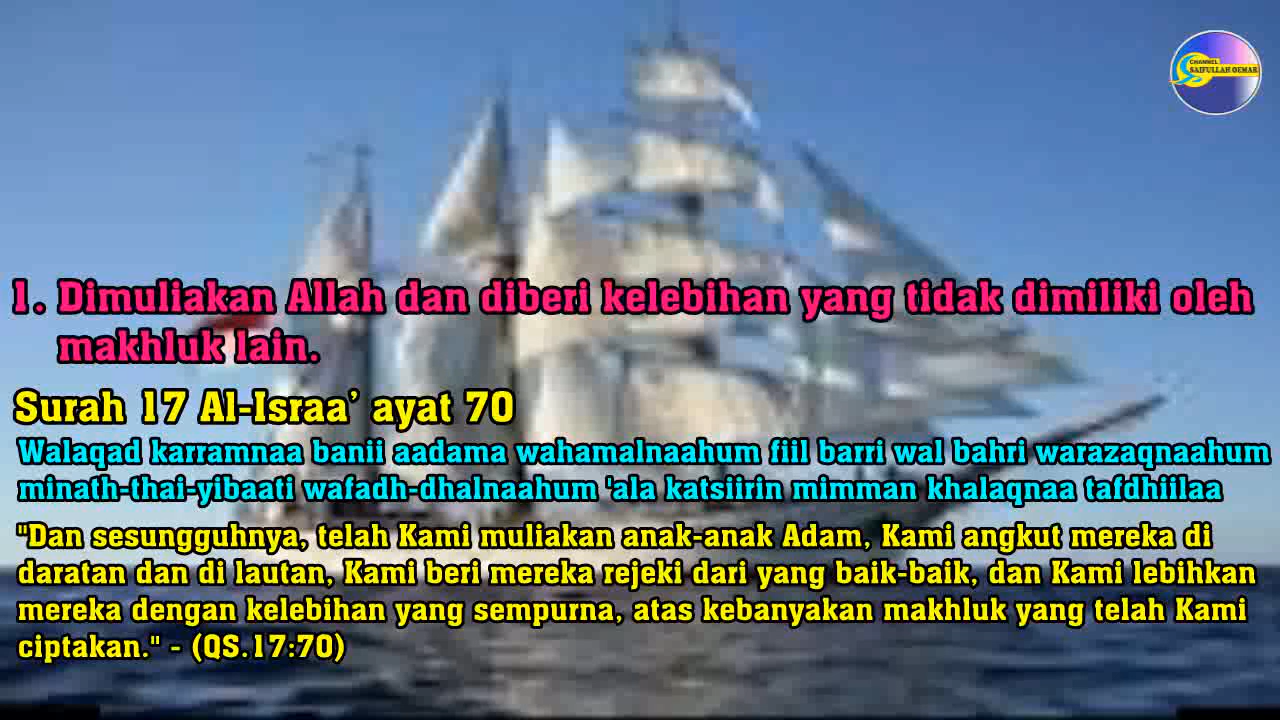 CHANNEL
SAIFULLAH OEMAR
1. Dimuliakan Allah dan diberi kelebihan yang tidak dimiliki oleh
makhluk lain.
Surah 17 Al-Israa’ ayat 70
Walaqad karramnaa banii aadama wahamalnaahum fiil barri wal bahri warazaqnaahum
minath-thai-yibaati wafadh-dhalnaahum 'ala katsiirin mimman khalaqnaa tafdhiilaa
"Dan sesungguhnya, telah Kami muliakan anak-anak Adam, Kami angkut mereka di
daratan dan di lautan, Kami beri mereka rejeki dari yang baik-baik, dan Kami lebihkan
mereka dengan kelebihan yang sempurna, atas kebanyakan makhluk yang telah Kami
ciptakan." - (QS.17:70)